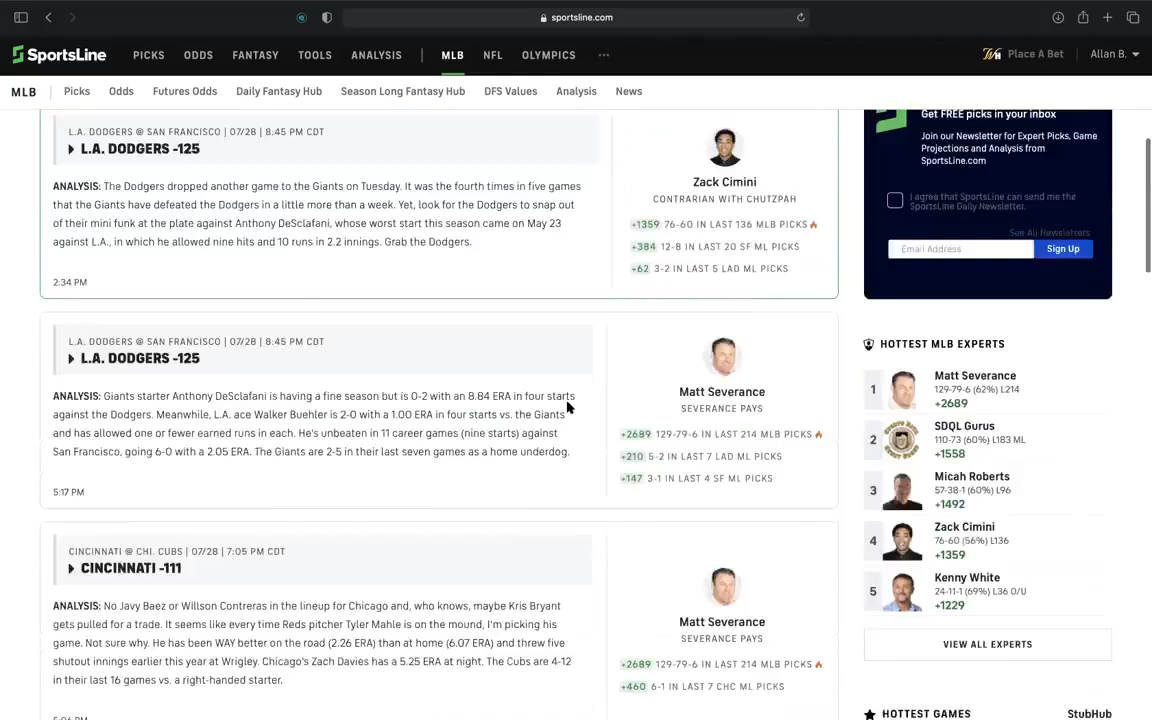 sportsline.com
SportsLine PICKS ODDS FANTASY TOOLS ANALYSIS | MLB NFL OLYMPICS ··· WH Place A Bet Allan B.
MLB Picks Odds Futures Odds Daily Fantasy Hub Season Long Fantasy Hub DFS Values Analysis News
L.A. DODGERS @ SAN FRANCISCO | 07/28 | 8:45 PM CDT
L.A. DODGERS -125
ANALYSIS: The Dodgers dropped another game to the Giants on Tuesday. It was the fourth times in five games
that the Giants have defeated the Dodgers in a little more than a week. Yet, look for the Dodgers to snap out
of their mini funk at the plate against Anthony DeSclafani, whose worst start this season came on May 23
against L.A., in which he allowed nine hits and 10 runs in 2.2 innings. Grab the Dodgers.
2:34 PM
Zack Cimini
CONTRARIAN WITH CHUTZPAH
+1359 76-60 IN LAST 136 MLB PICKS
+384 12-8 IN LAST 20 SF ML PICKS
+62 3-2 IN LAST 5 LAD ML PICKS
L.A. DODGERS @ SAN FRANCISCO | 07/28 | 8:45 PM CDT
L.A. DODGERS -125
ANALYSIS: Giants starter Anthony DeSclafani is having a fine season but is 0-2 with an 8.84 ERA in four starts
against the Dodgers. Meanwhile, L.A. ace Walker Buehler is 2-0 with a 1.00 ERA in four starts vs. the Giants
and has allowed one or fewer earned runs in each. He's unbeaten in 11 career games (nine starts) against
San Francisco, going 6-0 with a 2.05 ERA. The Giants are 2-5 in their last seven games as a home underdog.
5:17 PM
Matt Severance
SEVERANCE PAYS
+2689 129-79-6 IN LAST 214 MLB PICKS
+210 5-2 IN LAST 7 LAD ML PICKS
+147 3-1 IN LAST 4 SF ML PICKS
CINCINNATI @ CHI. CUBS | 07/28 | 7:05 PM CDT
CINCINNATI -111
ANALYSIS: No Javy Baez or Willson Contreras in the lineup for Chicago and, who knows, maybe Kris Bryant
gets pulled for a trade. It seems like every time Reds pitcher Tyler Mahle is on the mound, I'm picking his
game. Not sure why. He has been WAY better on the road (2.26 ERA) than at home (6.07 ERA) and threw five
shutout innings earlier this year at Wrigley. Chicago's Zach Davies has a 5.25 ERA at night. The Cubs are 4-12
in their last 16 games vs. a right-handed starter.
5:06 PM
Matt Severance
SEVERANCE PAYS
+2689 129-79-6 IN LAST 214 MLB PICKS
+460 6-1 IN LAST 7 CHC ML PICKS
Get FREE picks in your inbox
Join our Newsletter for Expert Picks, Game
Projections and Analysis from
SportsLine.com
I agree that SportsLine can send me the
SportsLine Daily Newsletter.
See All Newsletters
Email Address Sign Up
HOTTEST MLB EXPERTS
1 Matt Severance
129-79-6 (62%) L214
+2689
2 SDQL Gurus
110-73 (60%) L183 ML
+1558
3 Micah Roberts
57-38-1 (60%) L96
+1492
4 Zack Cimini
76-60 (56%) L136
+1359
5 Kenny White
24-11-1 (69%) L36 O/U
+1229
VIEW ALL EXPERTS
HOTTEST GAMES StubHub